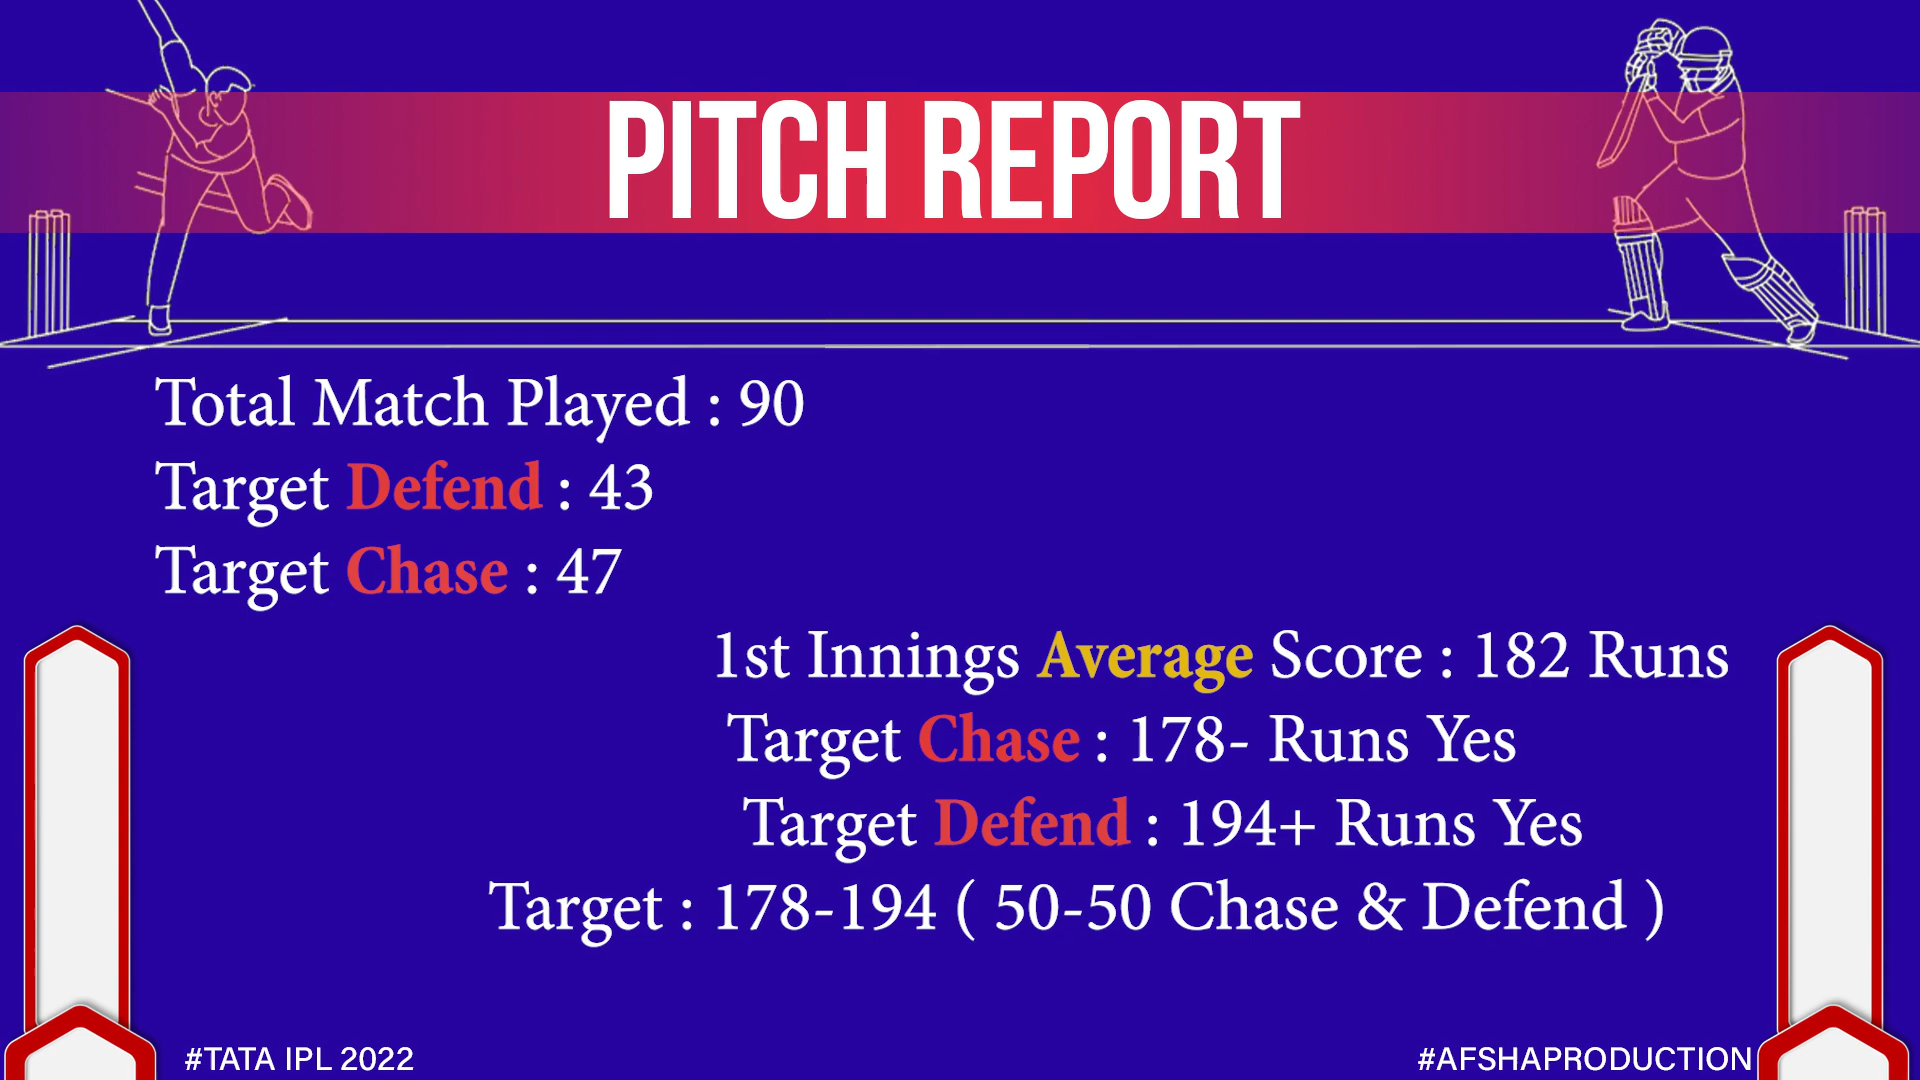 PITCH REPORT
Total Match Played : 90
Target Defend : 43
Target Chase : 47
1st Innings Average Score : 182 Runs
Target Chase : 178- Runs Yes
Target Defend : 194+ Runs Yes
Target : 178-194 ( 50-50 Chase & Defend )
#TATA IPL 2022
#AFSHAPRODUCTION